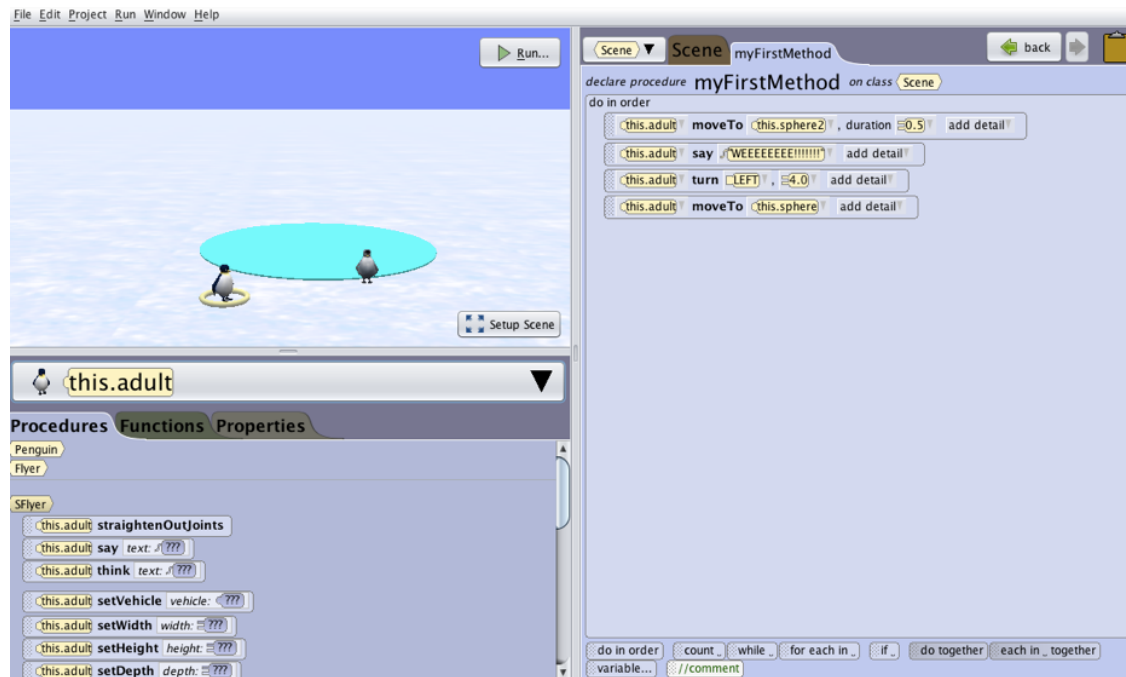 File Edit Project Run Window Help
Run...
Setup Scene
this.adult
Procedures Functions Properties
Penguin
Flyer
SFlyer
this.adult straightenOutJoints
this.adult say text: ???
this.adult think text: ???
this.adult setVehicle vehicle: ???
this.adult setWidth width: ???
this.adult setHeight height: ???
this.adult setDepth depth: ???
Scene Scene myFirstMethod back
declare procedure myFirstMethod on class Scene
do in order
this.adult moveTo this.sphere2 , duration 0.5 add detail
this.adult say "WEEEEEEEE!!!!!!!" add detail
this.adult turn LEFT , 4.0 add detail
this.adult moveTo this.sphere add detail
do in order count _ while _ for each in _ if _ do together each in _ together
variable... //comment